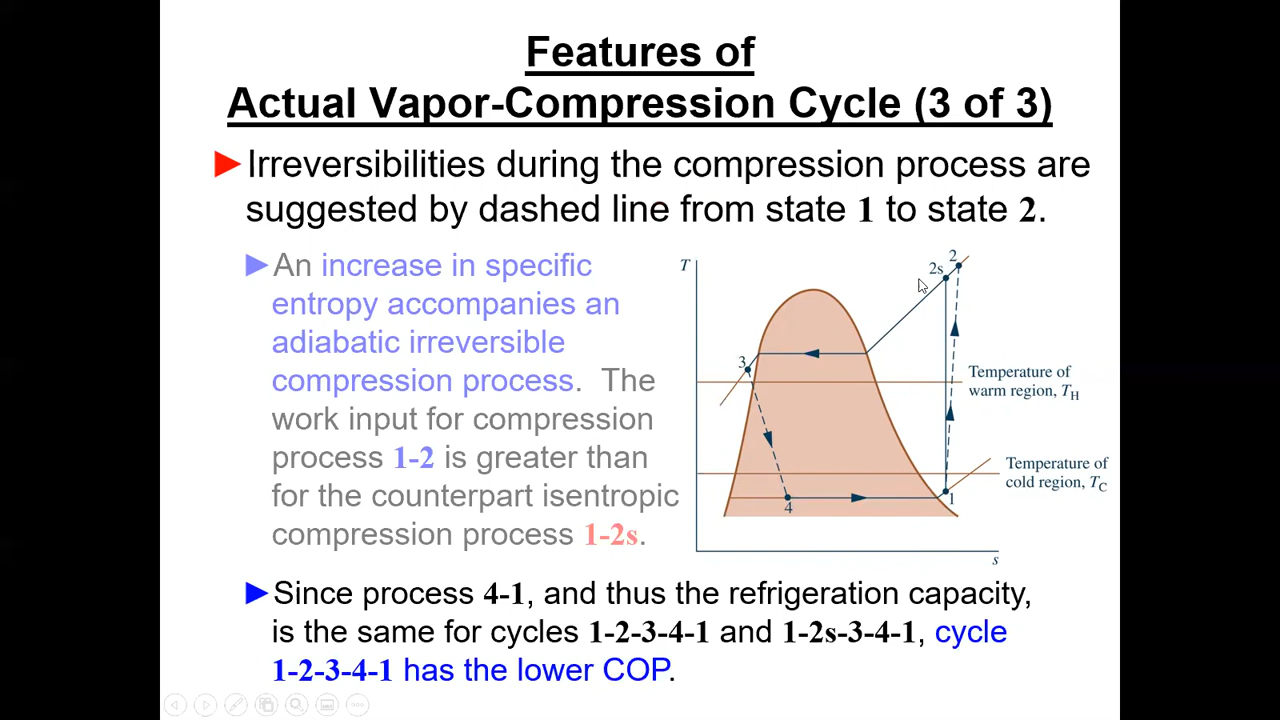 Features of
Actual Vapor-Compression Cycle (3 of 3)
►Irreversibilities during the compression process are
suggested by dashed line from state 1 to state 2.
►An increase in specific
entropy accompanies an
adiabatic irreversible
compression process. The
work input for compression
process 1-2 is greater than
for the counterpart isentropic
compression process 1-2s.
T
2
2s
3
Temperature of
warm region, TH
Temperature of
cold region, TC
1
4
s
►Since process 4-1, and thus the refrigeration capacity,
is the same for cycles 1-2-3-4-1 and 1-2s-3-4-1, cycle
1-2-3-4-1 has the lower COP.